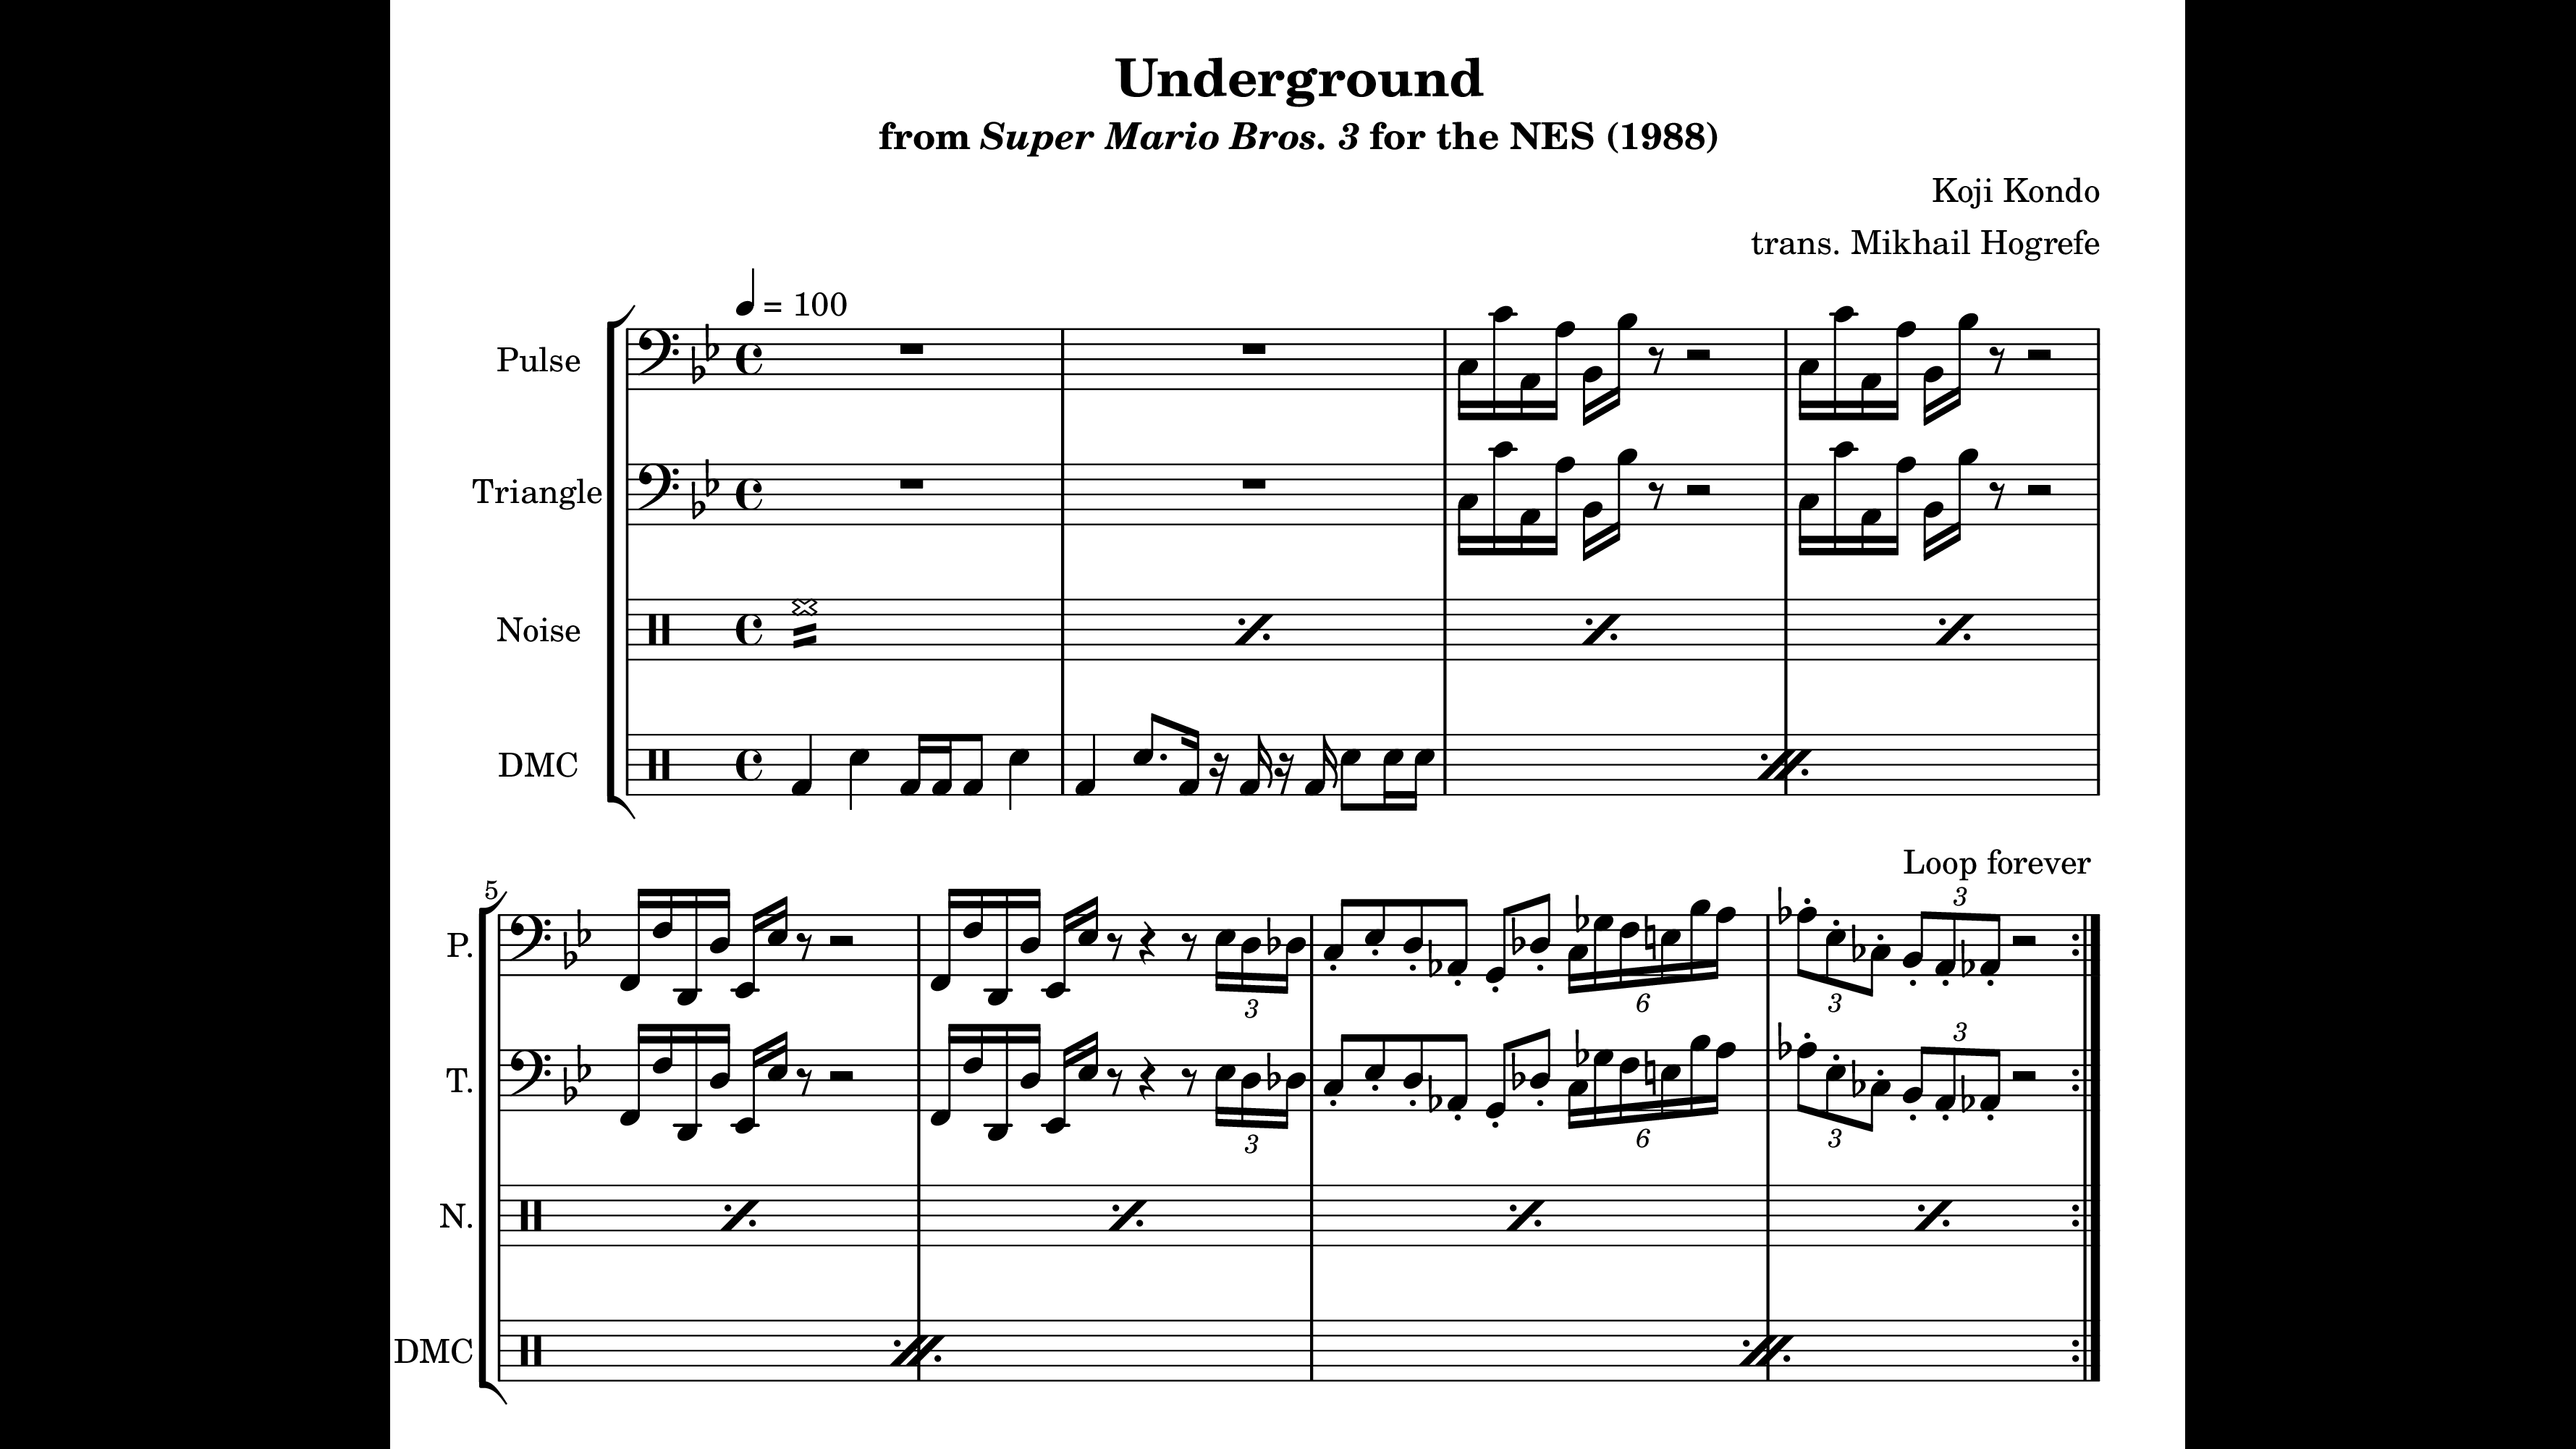 Underground
from Super Mario Bros. 3 for the NES (1988)
Koji Kondo
trans. Mikhail Hogrefe
= 100
Pulse
Triangle
Noise
DMC
Loop forever
5
3
P.
3
6
3
3
T.
3
6
3
N.
DMC